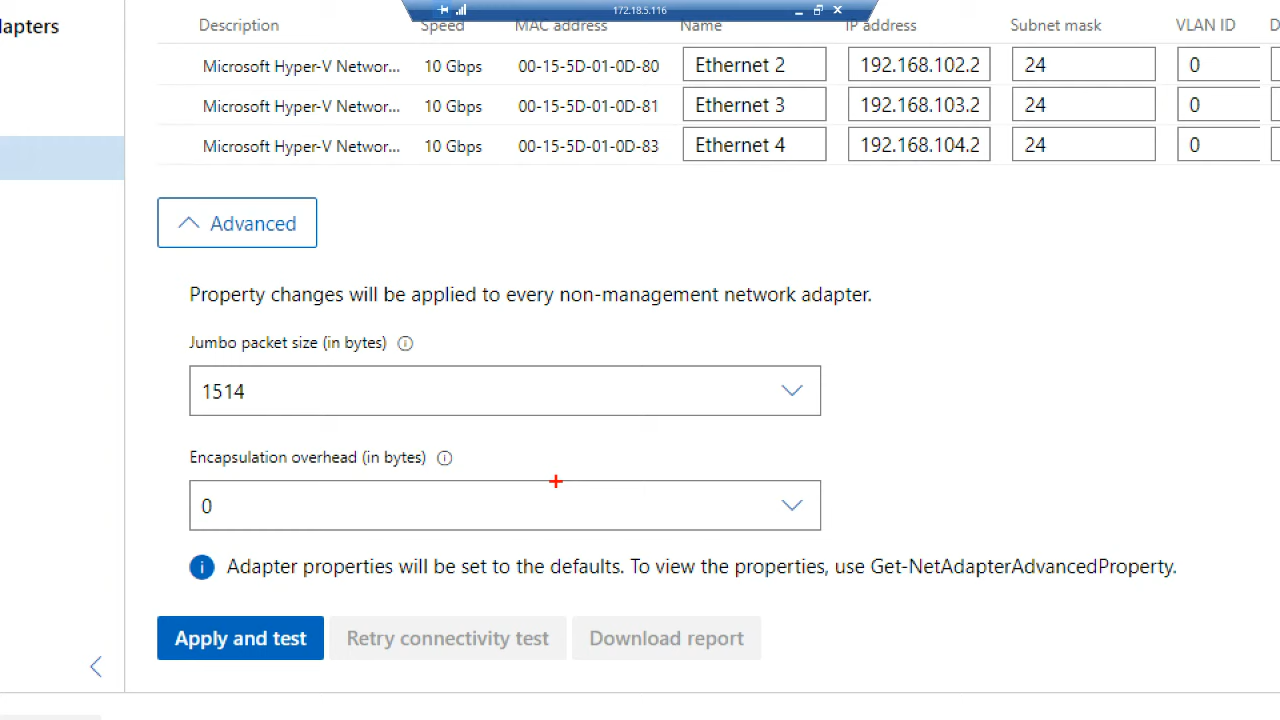 172.18.5.116
dapters
Description Speed MAC address Name IP address Subnet mask VLAN ID D
Microsoft Hyper-V Networ... 10 Gbps 00-15-5D-01-0D-80 Ethernet 2 192.168.102.2 24 0
Microsoft Hyper-V Networ... 10 Gbps 00-15-5D-01-0D-81 Ethernet 3 192.168.103.2 24 0
Microsoft Hyper-V Networ... 10 Gbps 00-15-5D-01-0D-83 Ethernet 4 192.168.104.2 24 0
Advanced
Property changes will be applied to every non-management network adapter.
Jumbo packet size (in bytes)
1514
Encapsulation overhead (in bytes)
0
Adapter properties will be set to the defaults. To view the properties, use Get-NetAdapterAdvancedProperty.
Apply and test Retry connectivity test Download report